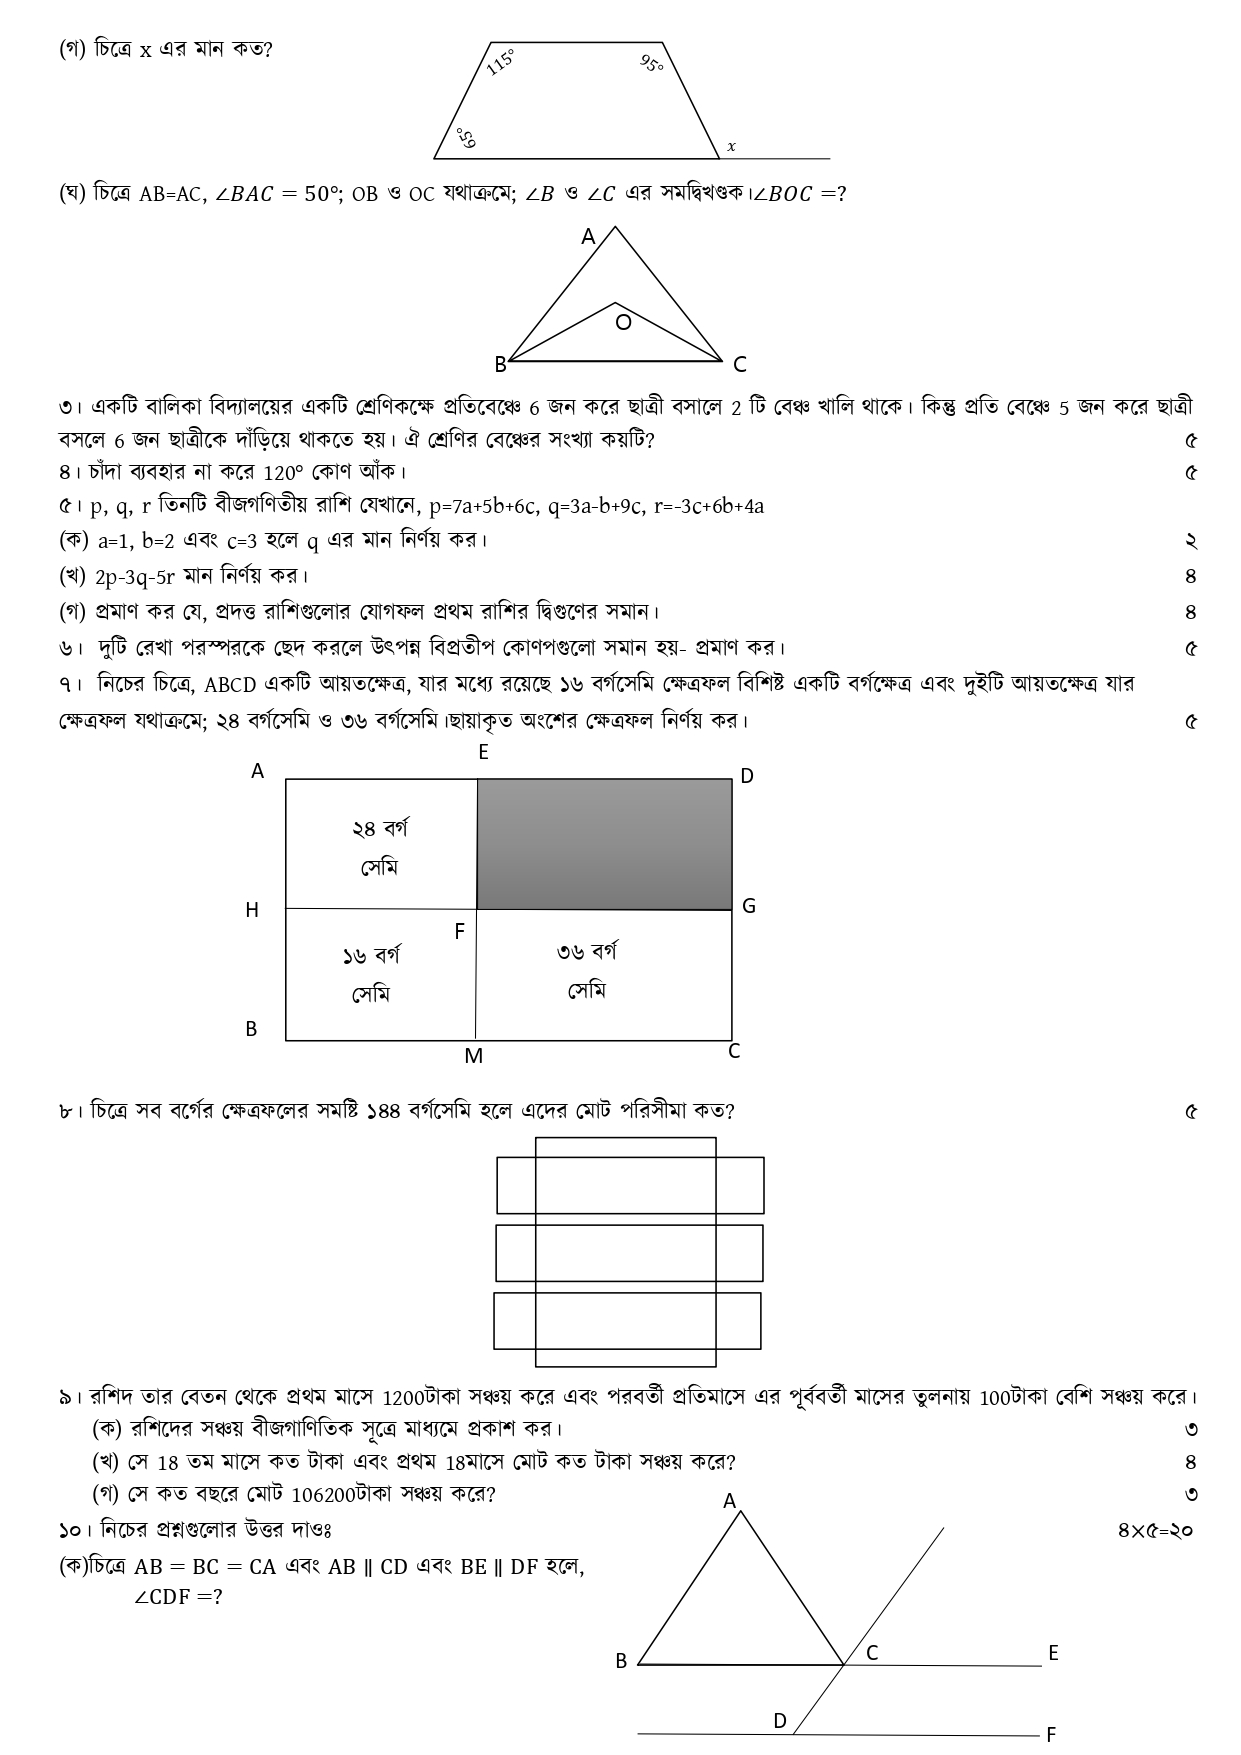 (গ) চিত্রে x এর মান কত?
115°
95°
65°
x
(ঘ) চিত্রে AB=AC, ∠BAC = 50°; OB ও OC যথাক্রমে; ∠B ও ∠C এর সমদ্বিখণ্ডক।∠BOC =?
A
O
B
C
৩। একটি বালিকা বিদ্যালয়ের একটি শ্রেণিকক্ষে প্রতিবেঞ্চে 6 জন করে ছাত্রী বসালে 2 টি বেঞ্চ খালি থাকে। কিন্তু প্রতি বেঞ্চে 5 জন করে ছাত্রী
বসলে 6 জন ছাত্রীকে দাঁড়িয়ে থাকতে হয়। ঐ শ্রেণির বেঞ্চের সংখ্যা কয়টি? ৫
৪। চাঁদা ব্যবহার না করে 120° কোণ আঁক। ৫
৫। p, q, r তিনটি বীজগণিতীয় রাশি যেখানে, p=7a+5b+6c, q=3a-b+9c, r=-3c+6b+4a
(ক) a=1, b=2 এবং c=3 হলে q এর মান নির্ণয় কর। ২
(খ) 2p-3q-5r মান নির্ণয় কর। ৪
(গ) প্রমাণ কর যে, প্রদত্ত রাশিগুলোর যোগফল প্রথম রাশির দ্বিগুণের সমান। ৪
৬। দুটি রেখা পরস্পরকে ছেদ করলে উৎপন্ন বিপ্রতীপ কোণপগুলো সমান হয়- প্রমাণ কর। ৫
৭। নিচের চিত্রে, ABCD একটি আয়তক্ষেত্র, যার মধ্যে রয়েছে ১৬ বর্গসেমি ক্ষেত্রফল বিশিষ্ট একটি বর্গক্ষেত্র এবং দুইটি আয়তক্ষেত্র যার
ক্ষেত্রফল যথাক্রমে; ২৪ বর্গসেমি ও ৩৬ বর্গসেমি।ছায়াকৃত অংশের ক্ষেত্রফল নির্ণয় কর। ৫
E
A
D
২৪ বর্গ
সেমি
H
G
F
১৬ বর্গ
সেমি
৩৬ বর্গ
সেমি
B
M
C
৮। চিত্রে সব বর্গের ক্ষেত্রফলের সমষ্টি ১৪৪ বর্গসেমি হলে এদের মোট পরিসীমা কত? ৫
৯। রশিদ তার বেতন থেকে প্রথম মাসে 1200টাকা সঞ্চয় করে এবং পরবর্তী প্রতিমাসে এর পূর্ববর্তী মাসের তুলনায় 100টাকা বেশি সঞ্চয় করে।
(ক) রশিদের সঞ্চয় বীজগাণিতিক সূত্রে মাধ্যমে প্রকাশ কর। ৩
(খ) সে 18 তম মাসে কত টাকা এবং প্রথম 18মাসে মোট কত টাকা সঞ্চয় করে? ৪
(গ) সে কত বছরে মোট 106200টাকা সঞ্চয় করে? ৩
১০। নিচের প্রশ্নগুলোর উত্তর দাওঃ ৪×৫=২০
(ক)চিত্রে AB = BC = CA এবং AB ∥ CD এবং BE ∥ DF হলে,
∠CDF =?
A
B
C
E
D
F